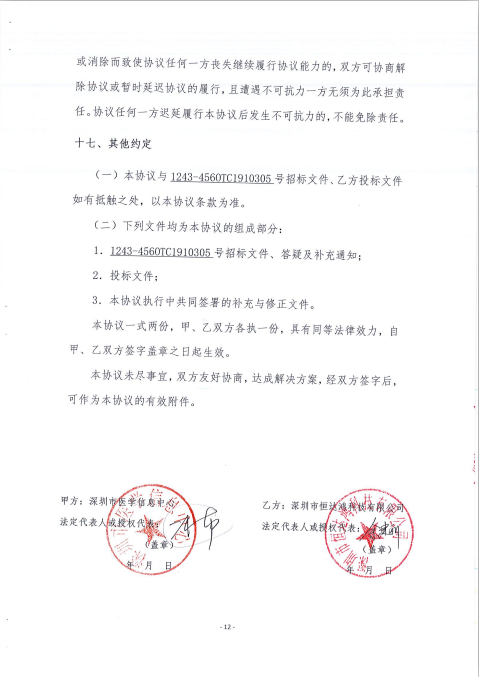 或消除而致使协议任何一方丧失继续履行协议能力的，双方可协商解
除协议或暂时延迟协议的履行，且遭遇不可抗力一方无须为此承担责
任。协议任何一方迟延履行本协议后发生不可抗力的，不能免除责任。
十七、其他约定
（一）本协议与 1243-456OTC1910305 号招标文件、乙方投标文件
如有抵触之处，以本协议条款为准。
（二）下列文件均为本协议的组成部分：
1．1243-456OTC1910305 号招标文件、答疑及补充通知；
2．投标文件；
3．本协议执行中共同签署的补充与修正文件。
本协议一式两份，甲、乙双方各执一份，具有同等法律效力，自
甲、乙双方签字盖章之日起生效。
本协议未尽事宜，双方友好协商，达成解决方案，经双方签字后，
可作为本协议的有效附件。
甲方：深圳市医学信息中心
法定代表人或授权代表：
（盖章）
年 月 日
乙方：深圳市恒达鸿科技有限公司
法定代表人或授权代表：
（盖章）
年 月 日
- 12 -